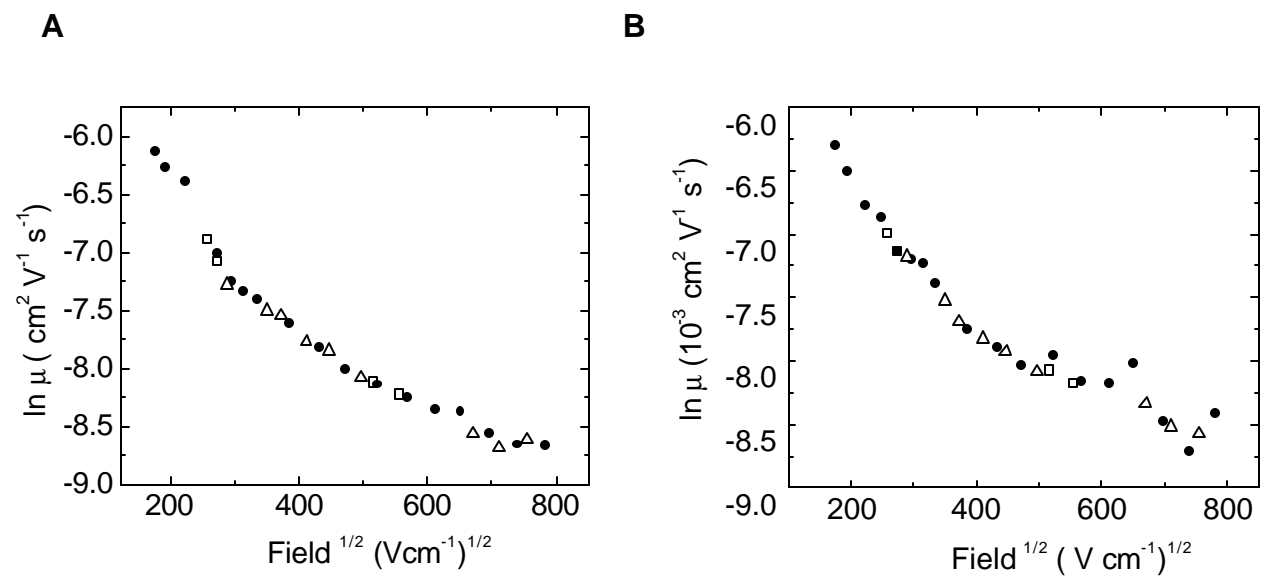 A
B
ln μ ( cm² V⁻¹ s⁻¹)
-6.0
-6.5
-7.0
-7.5
-8.0
-8.5
-9.0
200 400 600 800
Field ¹/² (Vcm⁻¹)¹/²
ln μ (10⁻³ cm² V⁻¹ s⁻¹)
-6.0
-6.5
-7.0
-7.5
-8.0
-8.5
-9.0
200 400 600 800
Field ¹/² ( V cm⁻¹)¹/²